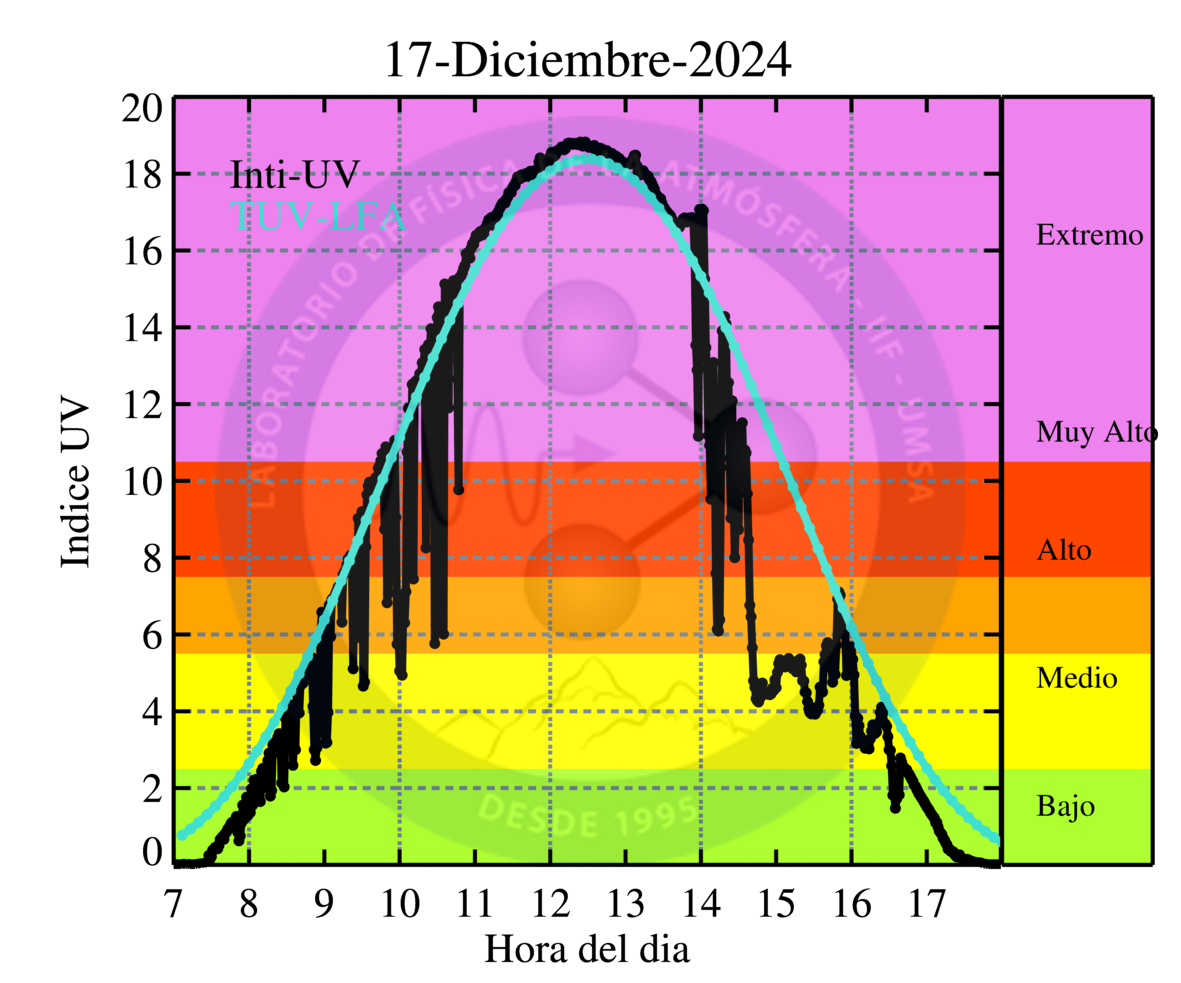 17-Diciembre-2024
Indice UV
20
18
16
14
12
10
8
6
4
2
0
Inti-UV
TUV-LFA
LABORATORIO DE FÍSICA DE LA ATMÓSFERA - IIF - UMSA
DESDE 1995
Extremo
Muy Alto
Alto
Medio
Bajo
7 8 9 10 11 12 13 14 15 16 17
Hora del dia